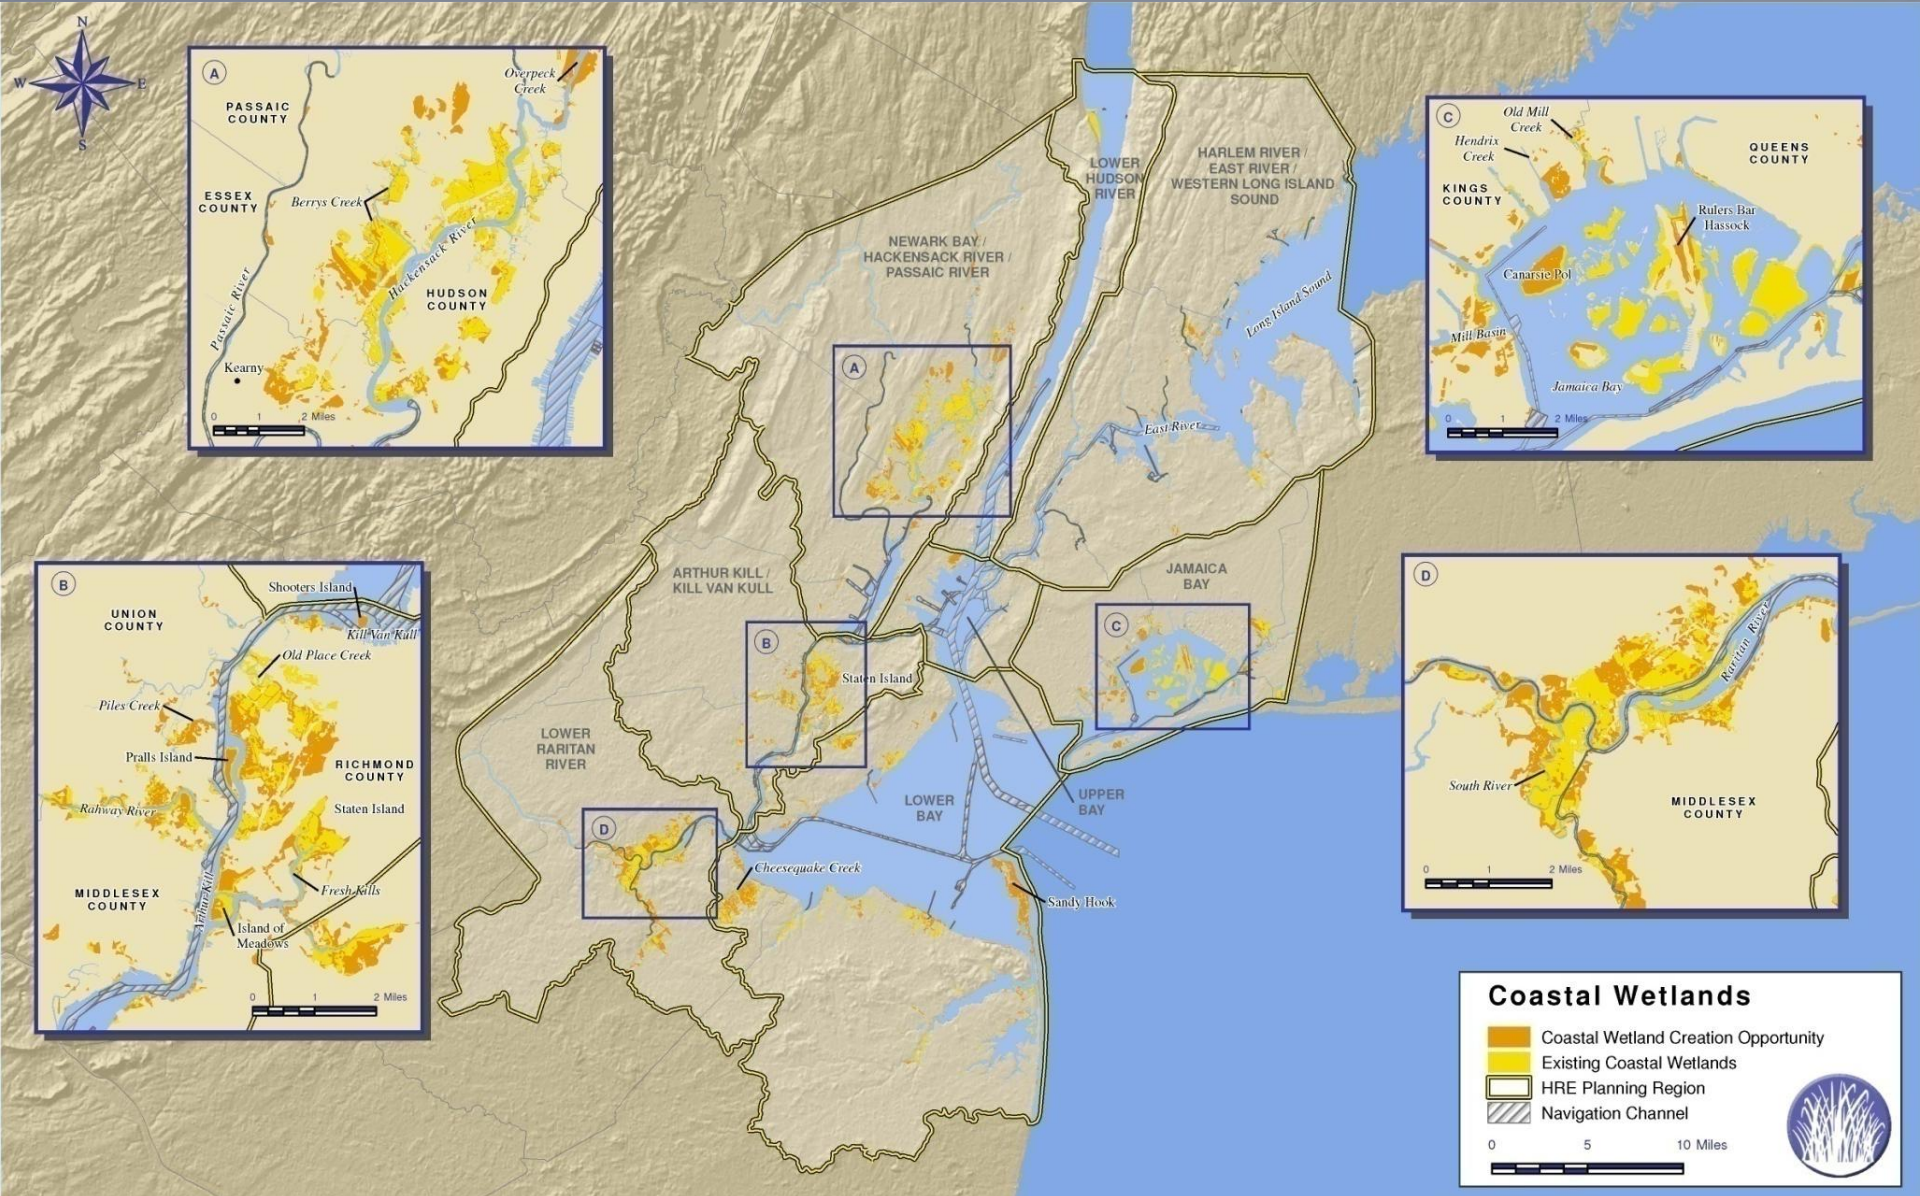 N
W
E
S
A
PASSAIC
COUNTY
Overpeck
Creek
ESSEX
COUNTY
Berrys Creek
Hackensack River
HUDSON
COUNTY
Passaic River
Kearny
0 1 2 Miles
B
Shooters Island
UNION
COUNTY
Kill Van Kull
Old Place Creek
Piles Creek
Pralls Island
RICHMOND
COUNTY
Rahway River
Staten Island
MIDDLESEX
COUNTY
Fresh Kills
Arthur Kill
Island of
Meadows
0 1 2 Miles
LOWER
HUDSON
RIVER
HARLEM RIVER /
EAST RIVER /
WESTERN LONG ISLAND
SOUND
NEWARK BAY /
HACKENSACK RIVER /
PASSAIC RIVER
Long Island Sound
A
East River
ARTHUR KILL /
KILL VAN KULL
JAMAICA
BAY
B
C
Staten Island
LOWER
RARITAN
RIVER
LOWER
BAY
UPPER
BAY
D
Cheesequake Creek
Sandy Hook
C
Old Mill
Creek
Hendrix
Creek
QUEENS
COUNTY
KINGS
COUNTY
Rulers Bar
Hassock
Canarsie Pol
Mill Basin
Jamaica Bay
0 1 2 Miles
D
Raritan River
South River
MIDDLESEX
COUNTY
0 1 2 Miles
Coastal Wetlands
Coastal Wetland Creation Opportunity
Existing Coastal Wetlands
HRE Planning Region
Navigation Channel
0 5 10 Miles